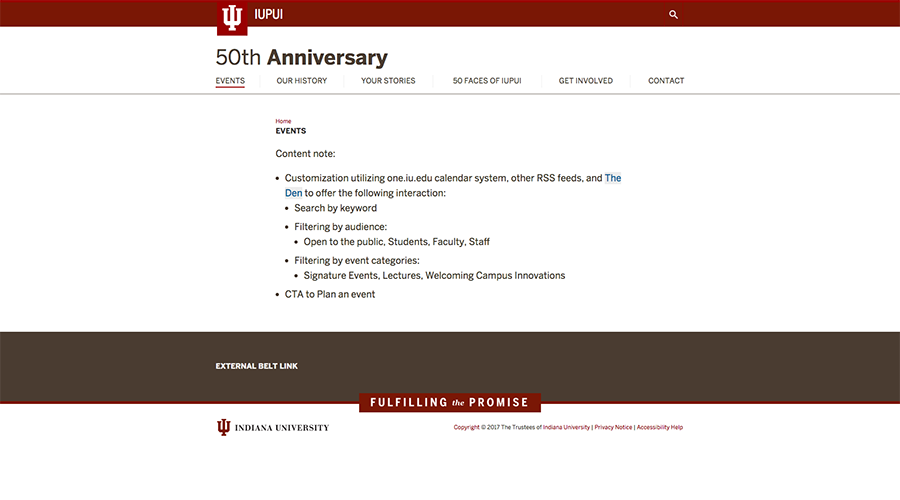 IUPUI
50th Anniversary
EVENTS OUR HISTORY YOUR STORIES 50 FACES OF IUPUI GET INVOLVED CONTACT
Home
EVENTS
Content note:
Customization utilizing one.iu.edu calendar system, other RSS feeds, and The
Den to offer the following interaction:
Search by keyword
Filtering by audience:
Open to the public, Students, Faculty, Staff
Filtering by event categories:
Signature Events, Lectures, Welcoming Campus Innovations
CTA to Plan an event
EXTERNAL BELT LINK
FULFILLING the PROMISE
INDIANA UNIVERSITY
Copyright © 2017 The Trustees of Indiana University | Privacy Notice | Accessibility Help